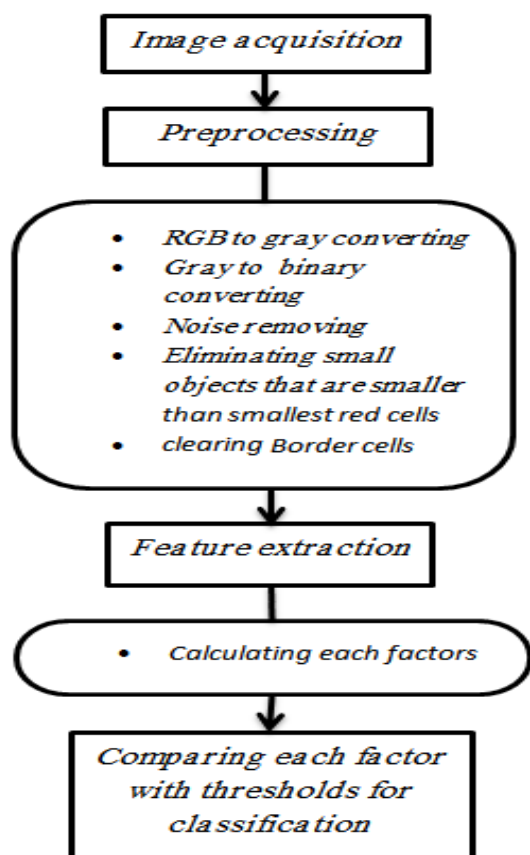 Image acquisition
Preprocessing
• RGB to gray converting
• Gray to binary
converting
• Noise removing
• Eliminating small
objects that are smaller
than smallest red cells
• clearing Border cells
Feature extraction
• Calculating each factors
Comparing each factor
with thresholds for
classification